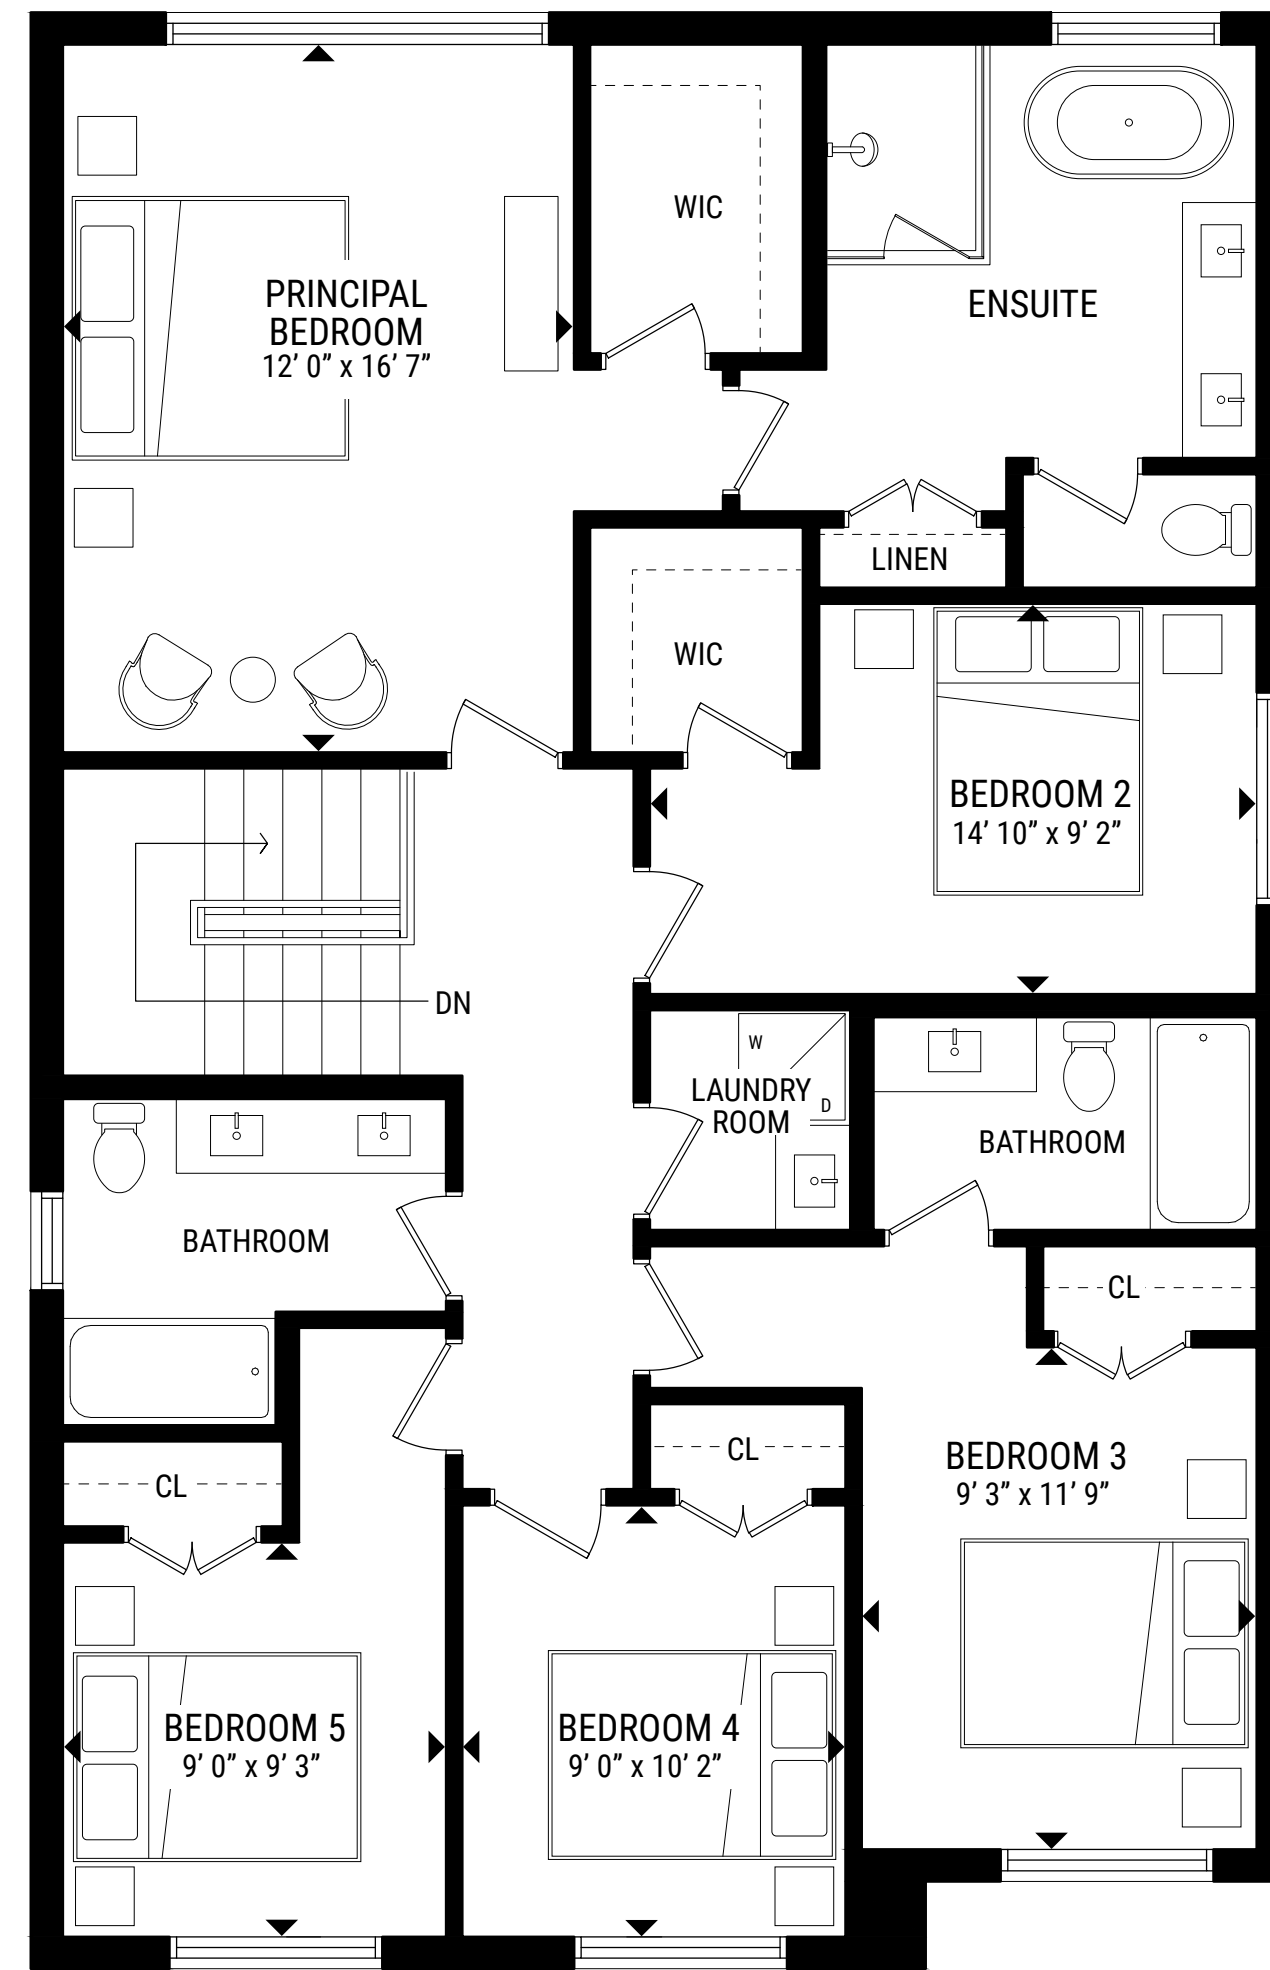 WIC
PRINCIPAL
BEDROOM
12’ 0” x 16’ 7”
ENSUITE
LINEN
WIC
BEDROOM 2
14’ 10” x 9’ 2”
DN
W
LAUNDRY
D
ROOM
BATHROOM
BATHROOM
CL
CL
BEDROOM 3
9’ 3” x 11’ 9”
CL
BEDROOM 5
9’ 0” x 9’ 3”
BEDROOM 4
9’ 0” x 10’ 2”